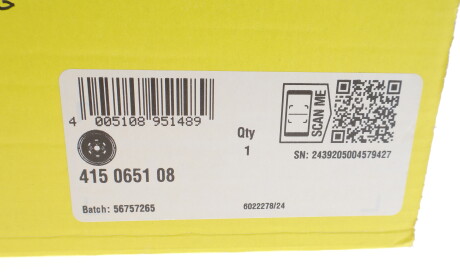 4 005108 951489
SCAN ME
Qty
1
SN: 2439205004579427
415 0651 08
Batch: 56757265
6022278/24